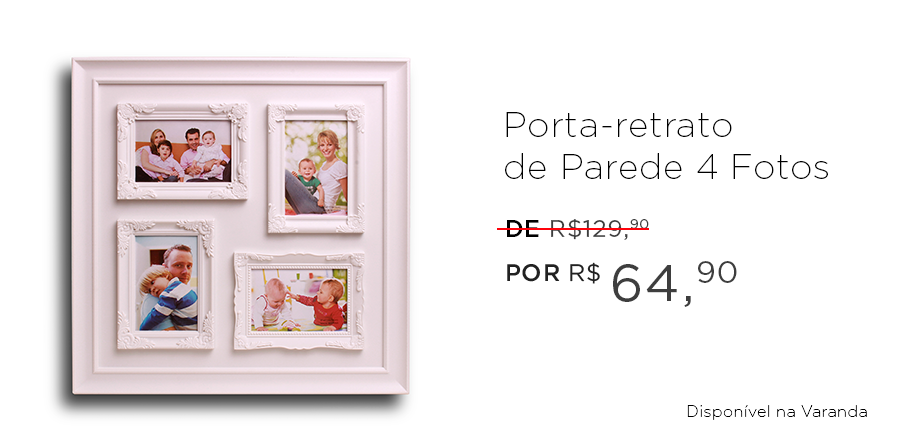 Porta-retrato
de Parede 4 Fotos
DE R$129,90
POR R$ 64,90
Disponível na Varanda